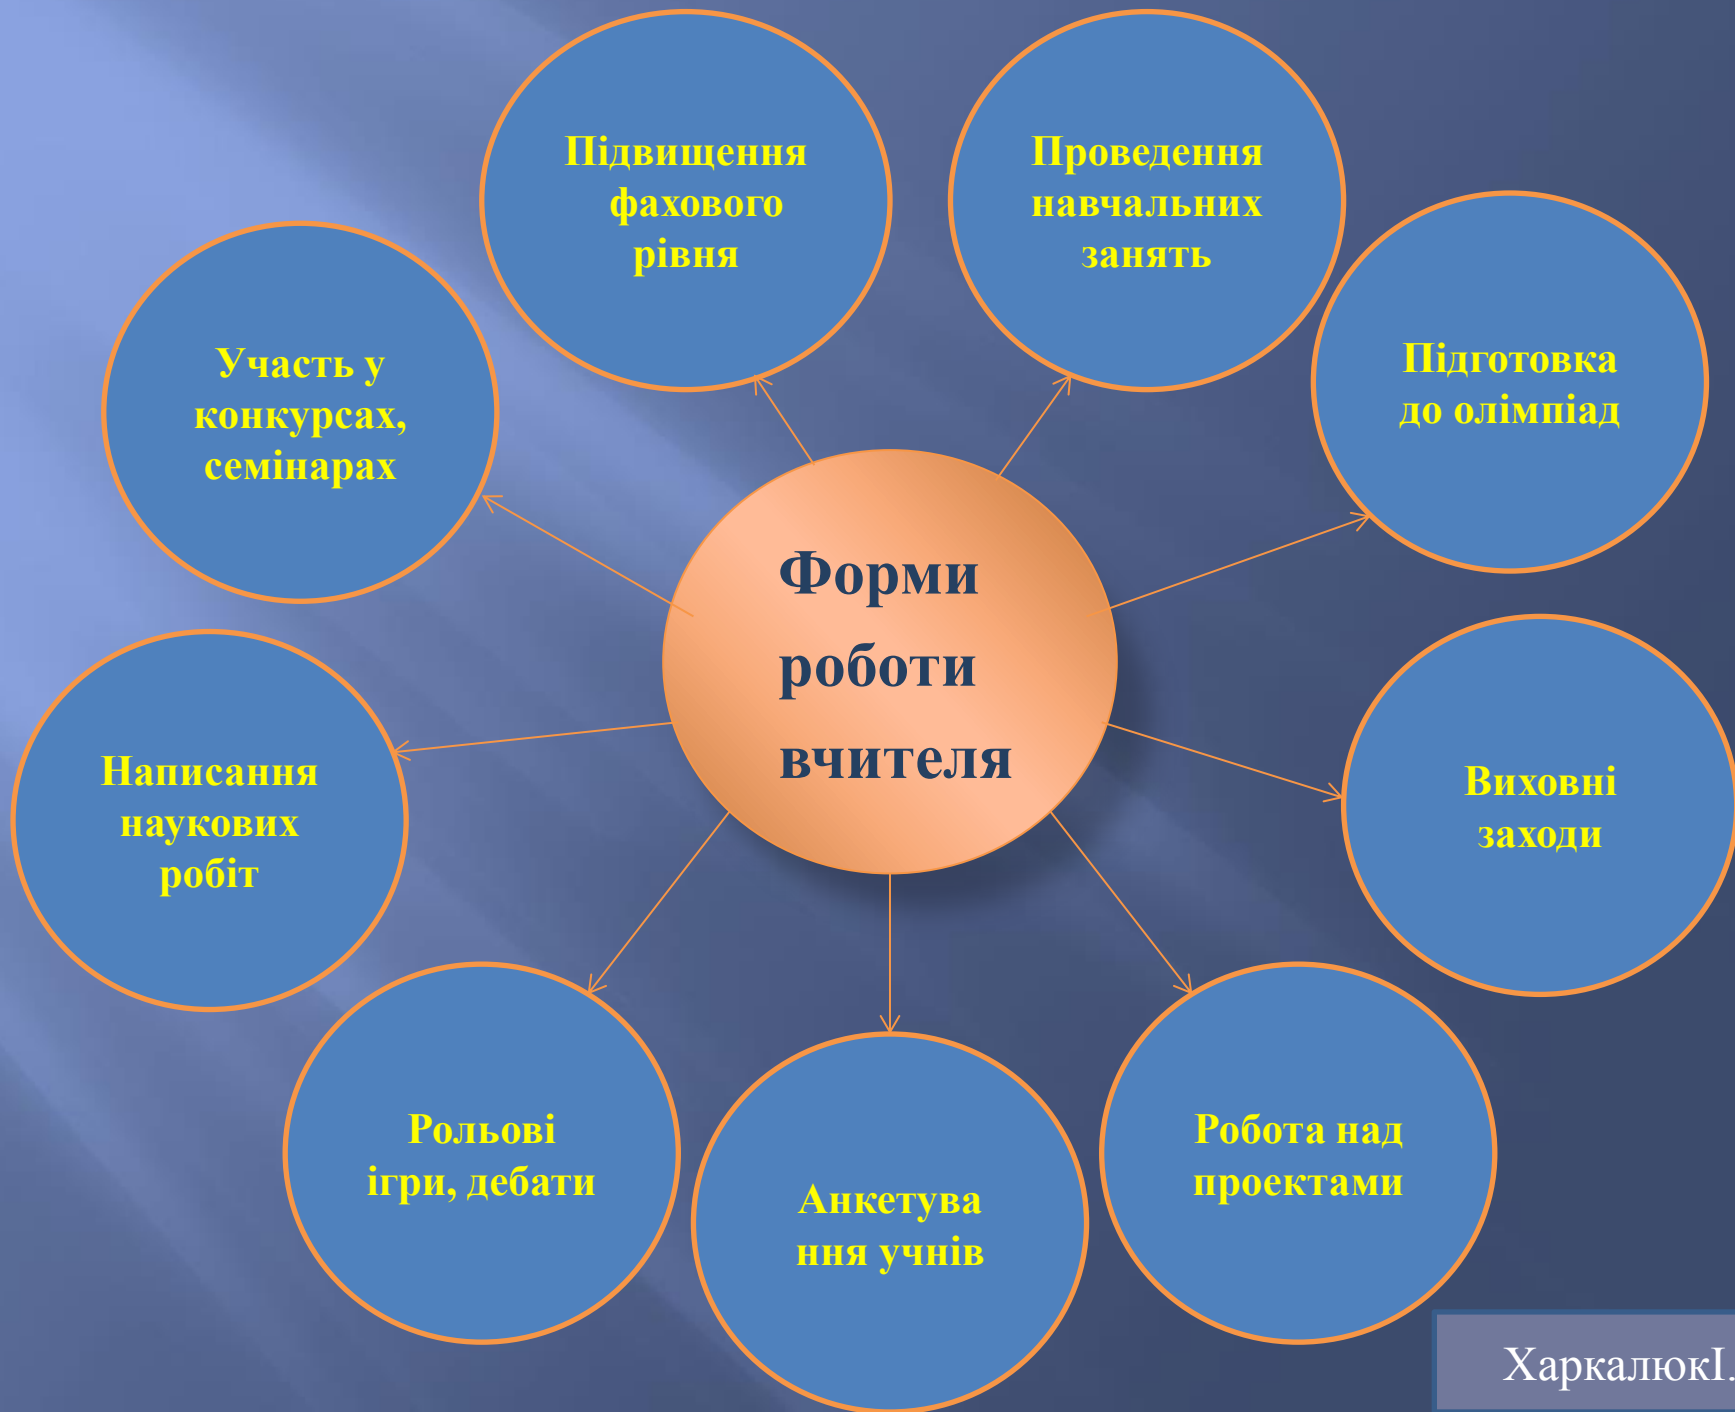 Підвищення
фахового
рівня
Проведення
навчальних
занять
Підготовка
до олімпіад
Участь у
конкурсах,
семінарах
Форми
роботи
вчителя
Виховні
заходи
Написання
наукових
робіт
Рольові
ігри, дебати
Анкетува
ння учнів
Робота над
проектами
ХаркалюкІ.